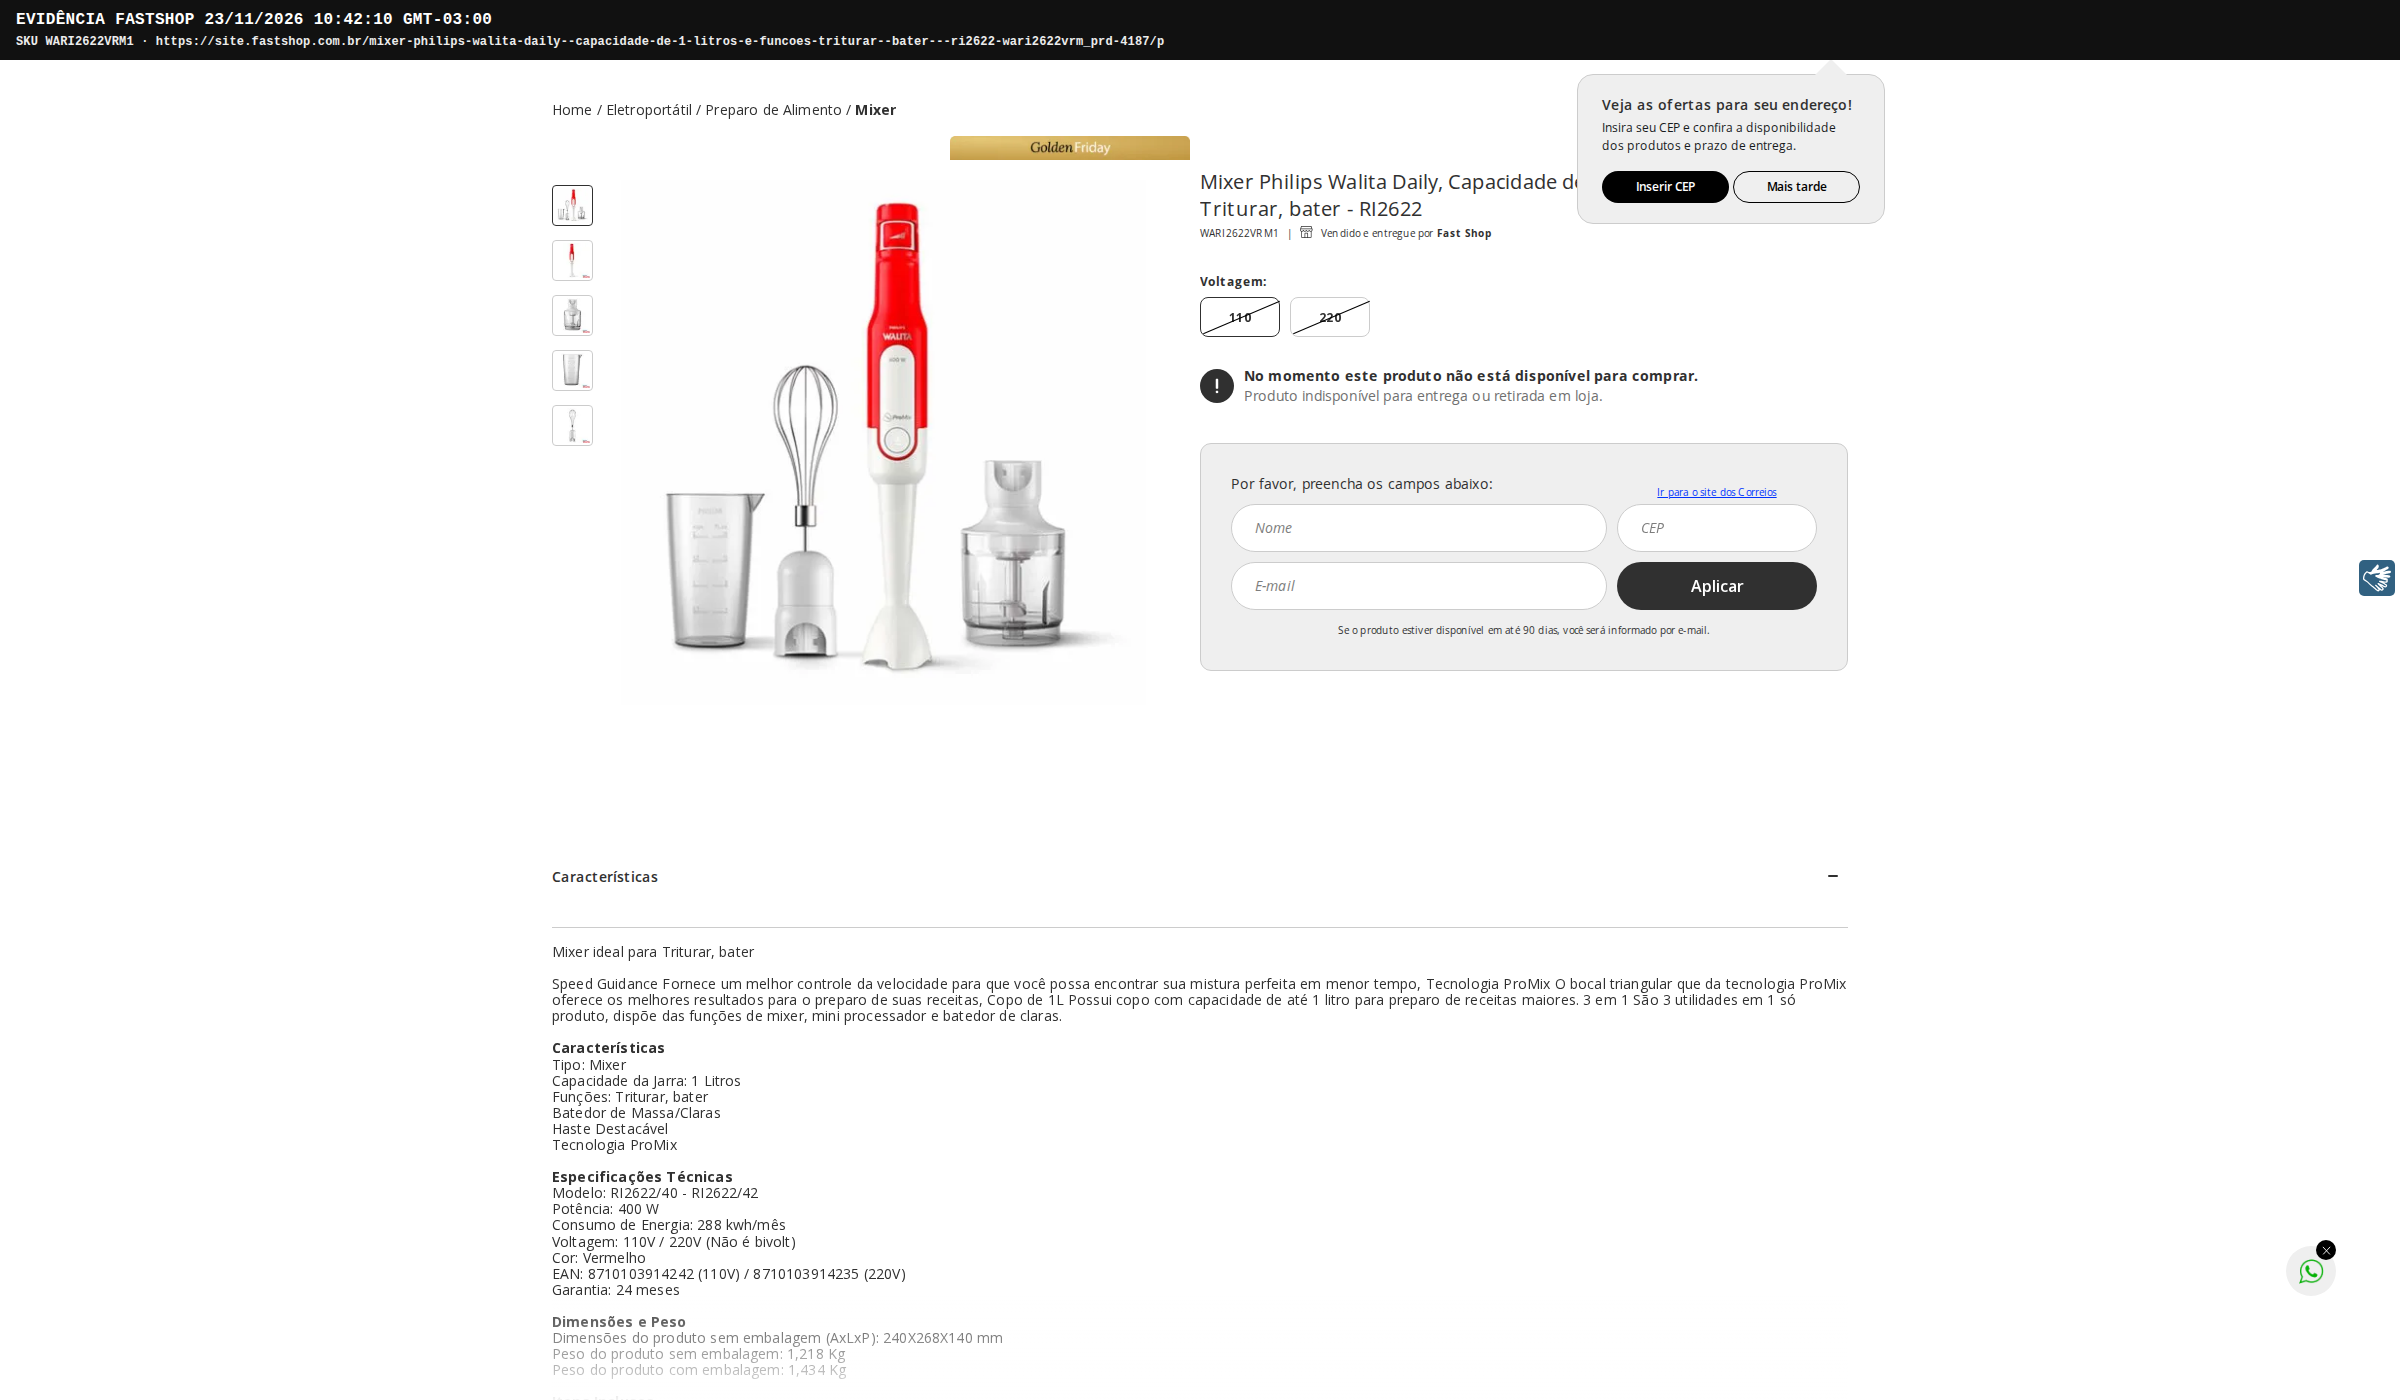 EVIDÊNCIA FASTSHOP 23/11/2026 10:42:10 GMT-03:00
SKU WARI2622VRM1 · https://site.fastshop.com.br/mixer-philips-walita-daily--capacidade-de-1-litros-e-funcoes-triturar--bater---ri2622-wari2622vrm_prd-4187/p
Home / Eletroportátil / Preparo de Alimento / Mixer
Veja as ofertas para seu endereço!
Insira seu CEP e confira a disponibilidade
dos produtos e prazo de entrega.
Inserir CEP
Mais tarde
Golden Friday
Mixer Philips Walita Daily, Capacidade de
Triturar, bater - RI2622
WARI2622VRM1 | Vendido e entregue por Fast Shop
Voltagem:
110
220
No momento este produto não está disponível para comprar.
Produto indisponível para entrega ou retirada em loja.
WALITA
400 W
ProMix
Por favor, preencha os campos abaixo:
Ir para o site dos Correios
Nome
CEP
E-mail
Aplicar
Se o produto estiver disponível em até 90 dias, você será informado por e-mail.
Características
Mixer ideal para Triturar, bater
Speed Guidance Fornece um melhor controle da velocidade para que você possa encontrar sua mistura perfeita em menor tempo, Tecnologia ProMix O bocal triangular que da tecnologia ProMix
oferece os melhores resultados para o preparo de suas receitas, Copo de 1L Possui copo com capacidade de até 1 litro para preparo de receitas maiores. 3 em 1 São 3 utilidades em 1 só
produto, dispõe das funções de mixer, mini processador e batedor de claras.
Características
Tipo: Mixer
Capacidade da Jarra: 1 Litros
Funções: Triturar, bater
Batedor de Massa/Claras
Haste Destacável
Tecnologia ProMix
Especificações Técnicas
Modelo: RI2622/40 - RI2622/42
Potência: 400 W
Consumo de Energia: 288 kwh/mês
Voltagem: 110V / 220V (Não é bivolt)
Cor: Vermelho
EAN: 8710103914242 (110V) / 8710103914235 (220V)
Garantia: 24 meses
Dimensões e Peso
Dimensões do produto sem embalagem (AxLxP): 240X268X140 mm
Peso do produto sem embalagem: 1,218 Kg
Peso do produto com embalagem: 1,434 Kg